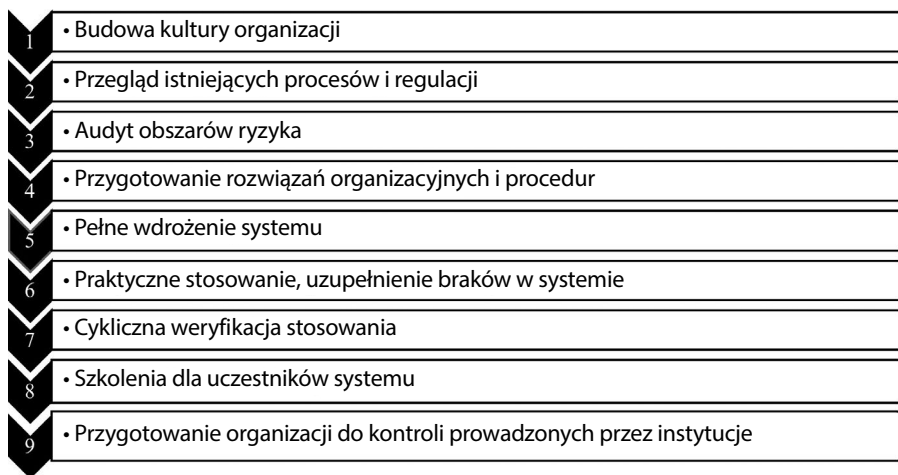 1 • Budowa kultury organizacji
2 • Przegląd istniejących procesów i regulacji
3 • Audyt obszarów ryzyka
4 • Przygotowanie rozwiązań organizacyjnych i procedur
5 • Pełne wdrożenie systemu
6 • Praktyczne stosowanie, uzupełnienie braków w systemie
7 • Cykliczna weryfikacja stosowania
8 • Szkolenia dla uczestników systemu
9 • Przygotowanie organizacji do kontroli prowadzonych przez instytucje